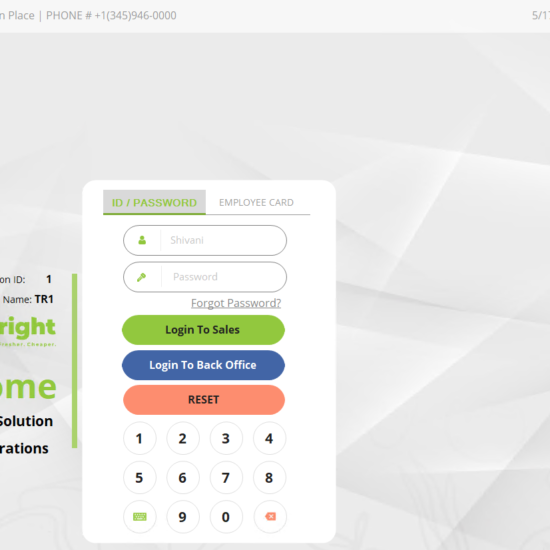 n Place | PHONE # +1(345)946-0000
5/1
ID / PASSWORD
EMPLOYEE CARD
Shivani
Password
Forgot Password?
Login To Sales
Login To Back Office
RESET
1 2 3 4
5 6 7 8
9 0
on ID: 1
Name: TR1
right
Cheaper.
ome
Solution
rations